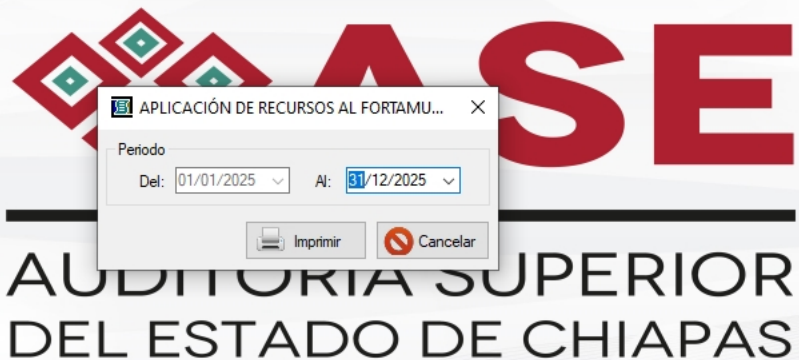 ASE
APLICACIÓN DE RECURSOS AL FORTAMU...
Periodo
Del: 01/01/2025 Al: 31/12/2025
Imprimir Cancelar
AUDITORÍA SUPERIOR
DEL ESTADO DE CHIAPAS